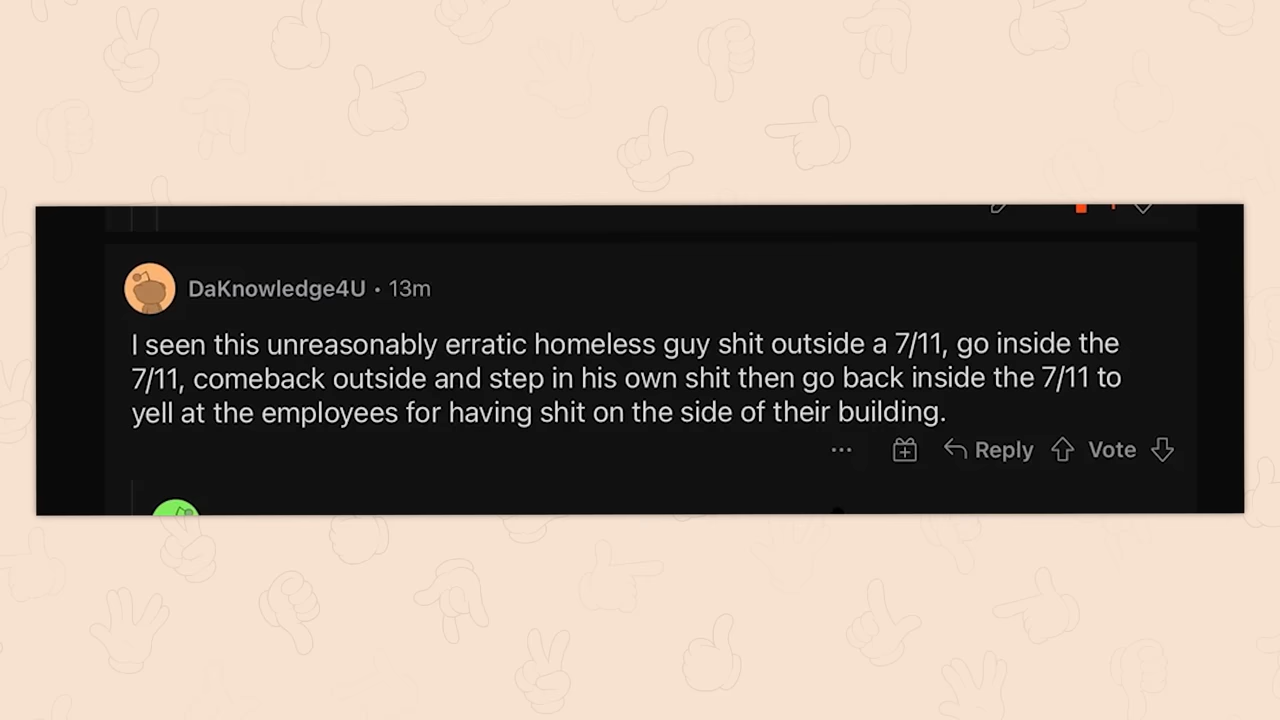 DaKnowledge4U • 13m
I seen this unreasonably erratic homeless guy shit outside a 7/11, go inside the
7/11, comeback outside and step in his own shit then go back inside the 7/11 to
yell at the employees for having shit on the side of their building.
Reply Vote